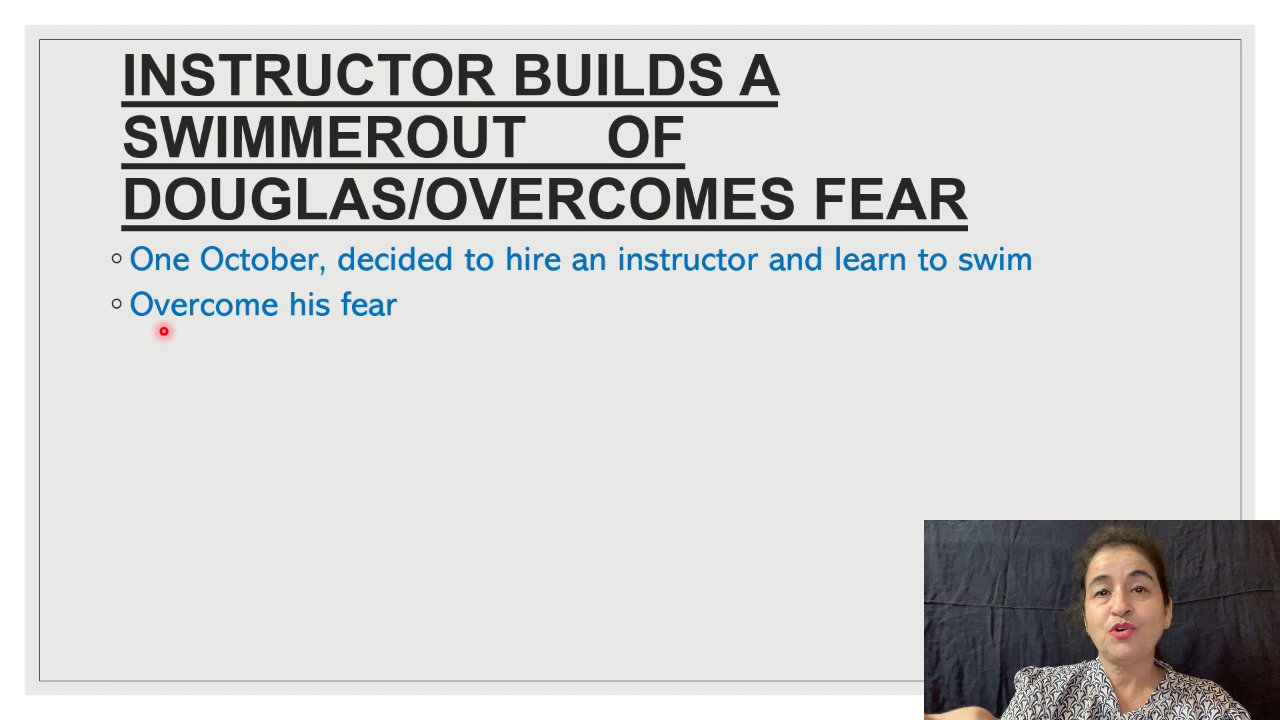 INSTRUCTOR BUILDS A
SWIMMEROUT OF
DOUGLAS/OVERCOMES FEAR
One October, decided to hire an instructor and learn to swim
Overcome his fear